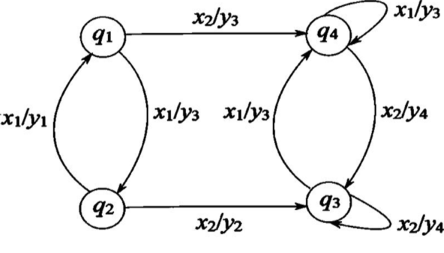 x₁/y₃
x₂/y₃
q₁
q₄
x₁/y₁
x₁/y₃
x₁/y₃
x₂/y₄
q₂
q₃
x₂/y₂
x₂/y₄